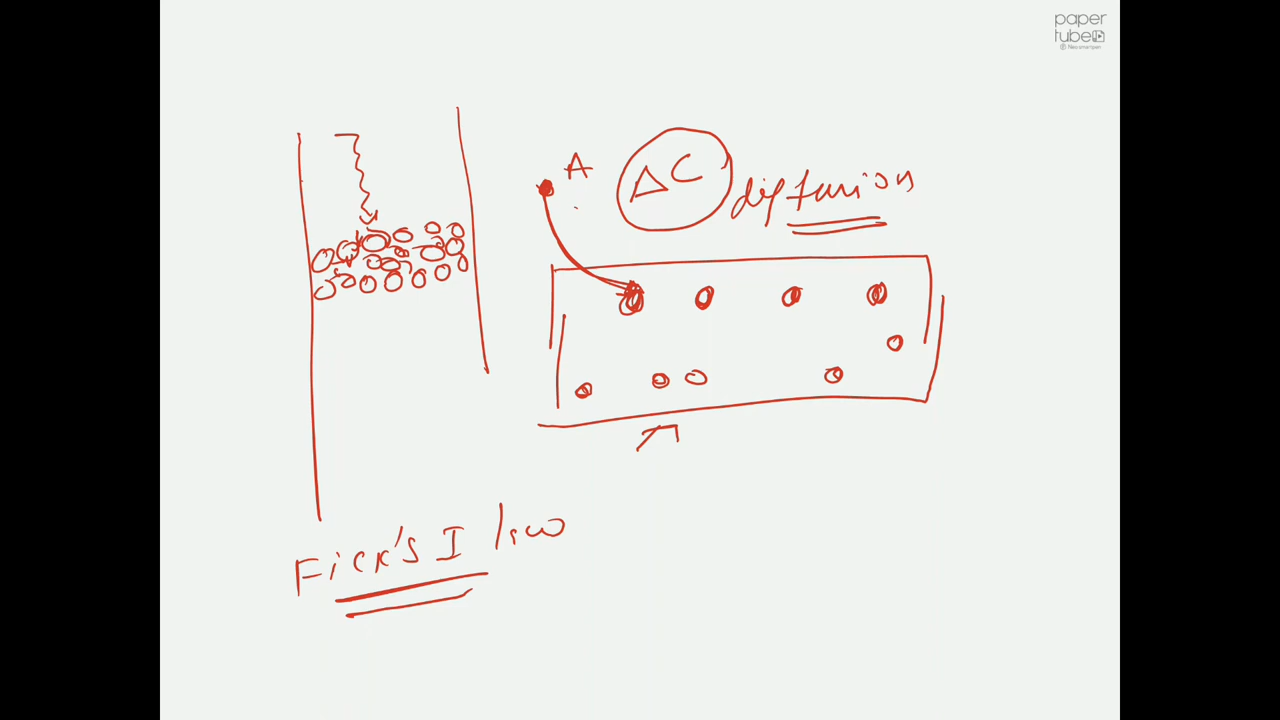 paper
tube
A
ΔC
diffusion
Fick's I law